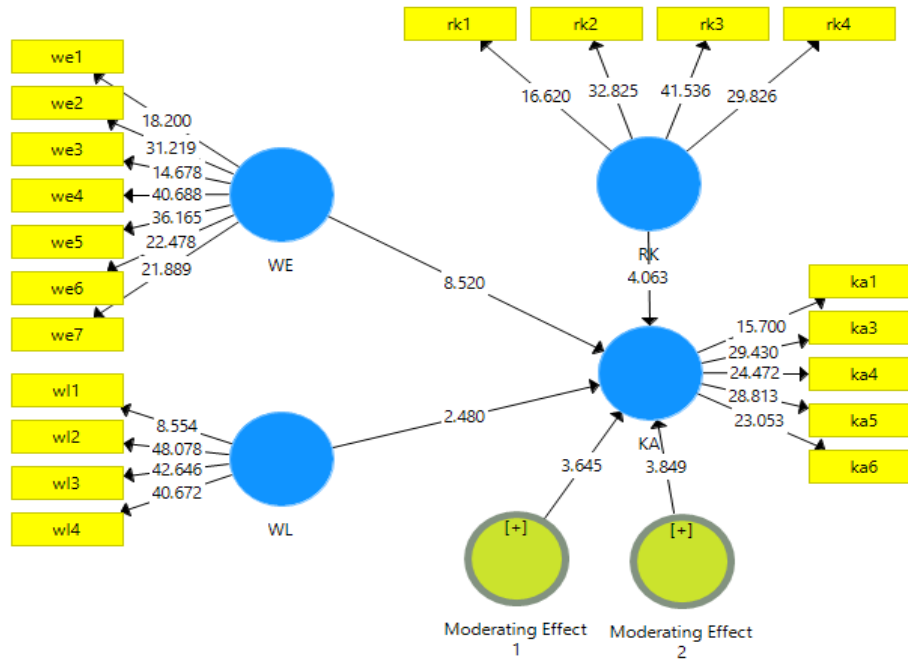 rk1
rk2
rk3
rk4
16.620
32.825
41.536
29.826
we1
we2
we3
we4
we5
we6
we7
18.200
31.219
14.678
40.688
36.165
22.478
21.889
WE
8.520
RK
4.063
wl1
wl2
wl3
wl4
8.554
48.078
42.646
40.672
WL
2.480
KA
ka1
ka3
ka4
ka5
ka6
15.700
29.430
24.472
28.813
23.053
3.645
3.849
[+]
Moderating Effect
1
[+]
Moderating Effect
2